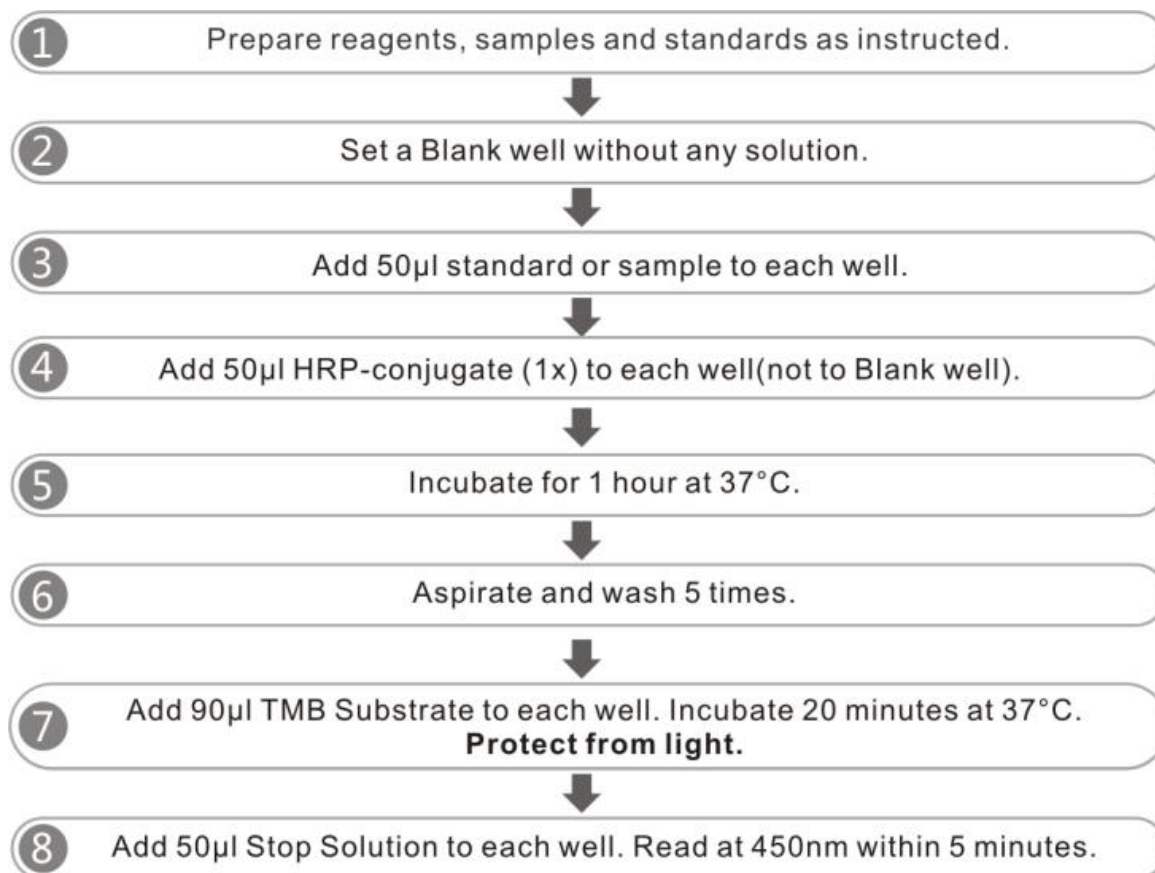 1 Prepare reagents, samples and standards as instructed.
2 Set a Blank well without any solution.
3 Add 50µl standard or sample to each well.
4 Add 50µl HRP-conjugate (1x) to each well(not to Blank well).
5 Incubate for 1 hour at 37°C.
6 Aspirate and wash 5 times.
7 Add 90µl TMB Substrate to each well. Incubate 20 minutes at 37°C.
Protect from light.
8 Add 50µl Stop Solution to each well. Read at 450nm within 5 minutes.